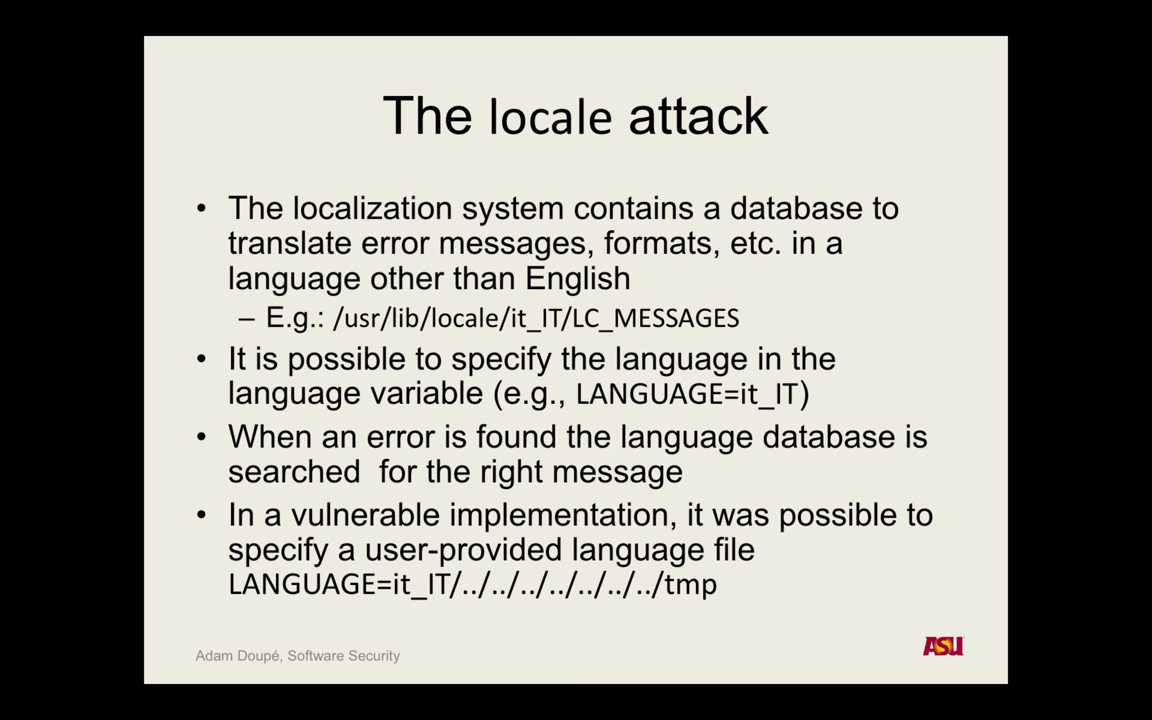 The locale attack
• The localization system contains a database to
translate error messages, formats, etc. in a
language other than English
– E.g.: /usr/lib/locale/it_IT/LC_MESSAGES
• It is possible to specify the language in the
language variable (e.g., LANGUAGE=it_IT)
• When an error is found the language database is
searched  for the right message
• In a vulnerable implementation, it was possible to
specify a user-provided language file
LANGUAGE=it_IT/../../../../../../../tmp
Adam Doupé, Software Security
ASU